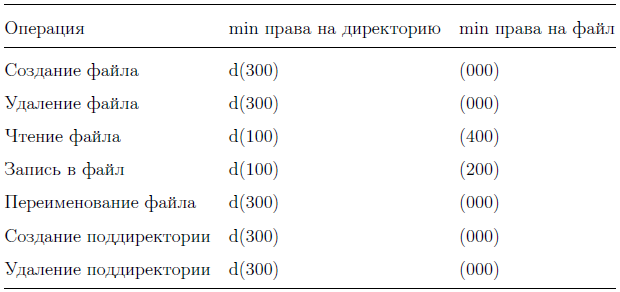 Операция min права на директорию min права на файл
Создание файла d(300) (000)
Удаление файла d(300) (000)
Чтение файла d(100) (400)
Запись в файл d(100) (200)
Переименование файла d(300) (000)
Создание поддиректории d(300) (000)
Удаление поддиректории d(300) (000)